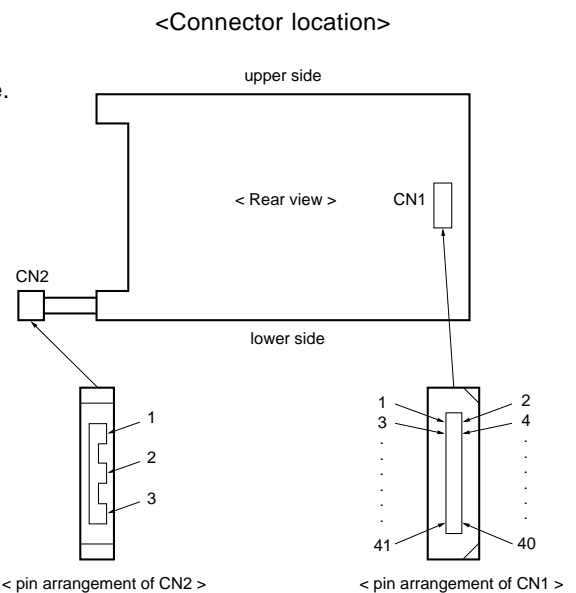 <Connector location>
upper side
e.
< Rear view >
CN1
CN2
lower side
1
2
3
1
2
3
4
.
.
.
.
.
.
.
.
.
.
41
40
< pin arrangement of CN2 >
< pin arrangement of CN1 >